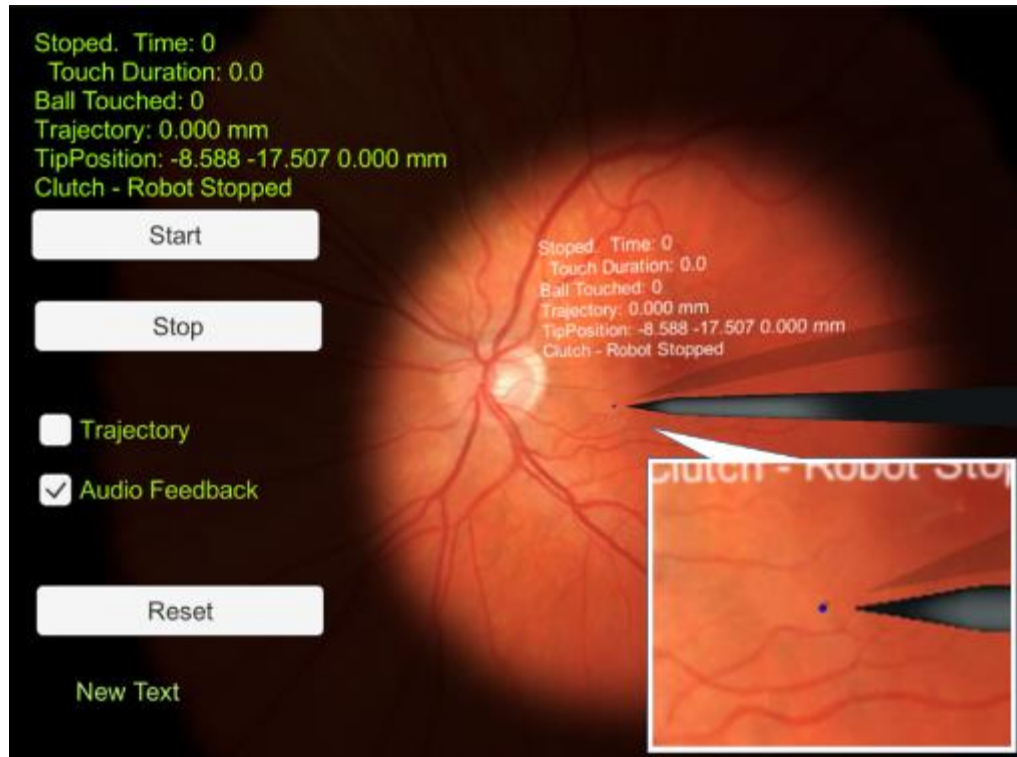 Stoped. Time: 0
Touch Duration: 0.0
Ball Touched: 0
Trajectory: 0.000 mm
TipPosition: -8.588 -17.507 0.000 mm
Clutch - Robot Stopped
Start
Stop
Trajectory
Audio Feedback
Reset
New Text
Stoped. Time: 0
Touch Duration: 0.0
Ball Touched: 0
Trajectory: 0.000 mm
TipPosition: -8.588 -17.507 0.000 mm
Clutch - Robot Stopped
Clutch - Robot Stop